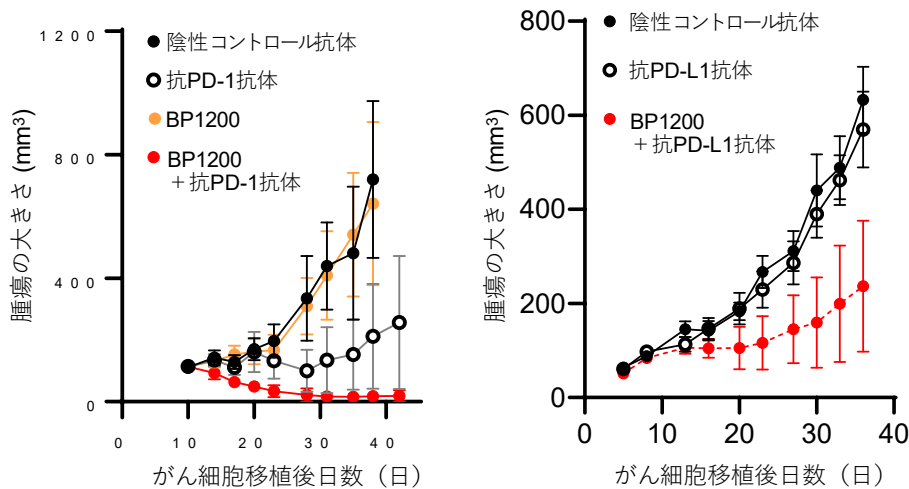 1200
800
400
0
腫瘍の大きさ (mm³)
陰性コントロール抗体
抗PD-1抗体
BP1200
BP1200
＋抗PD-1抗体
0 10 20 30 40
がん細胞移植後日数（日）
800
600
400
200
0
腫瘍の大きさ (mm³)
陰性コントロール抗体
抗PD-L1抗体
BP1200
＋抗PD-L1抗体
0 10 20 30 40
がん細胞移植後日数（日）